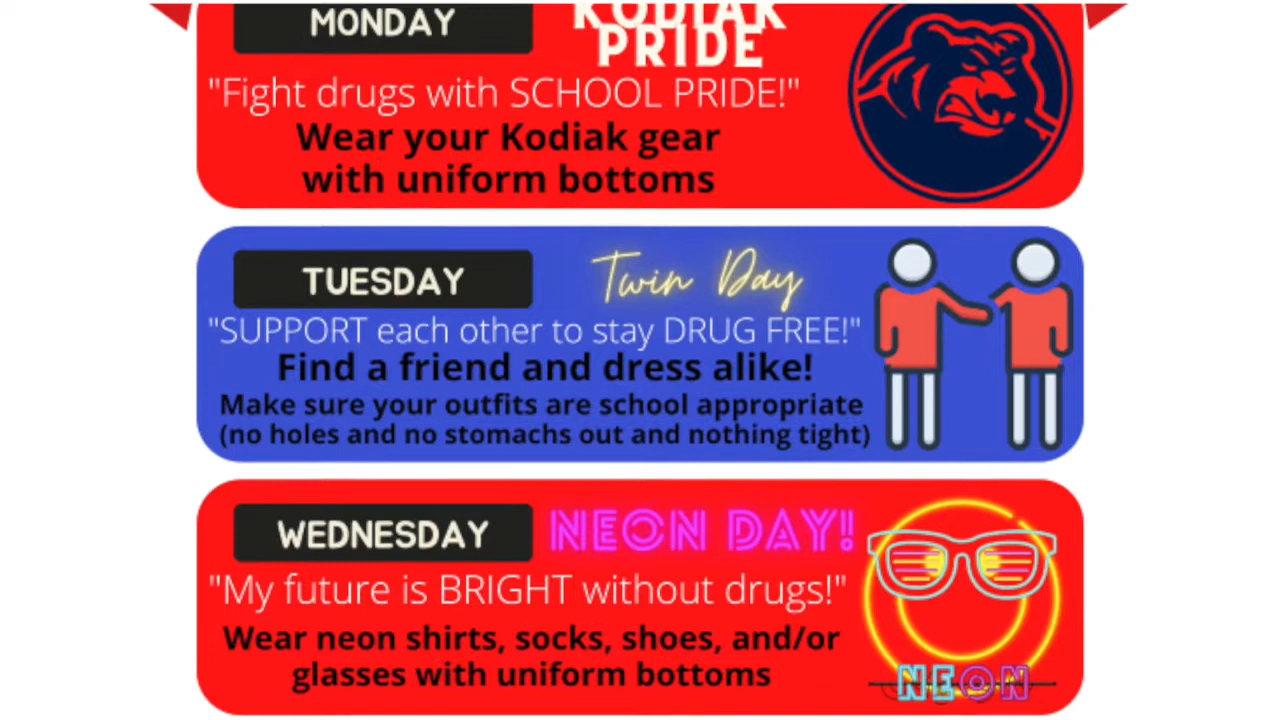 MONDAY
KODIAK
PRIDE
"Fight drugs with SCHOOL PRIDE!"
Wear your Kodiak gear
with uniform bottoms
TUESDAY
Twin Day
"SUPPORT each other to stay DRUG FREE!"
Find a friend and dress alike!
Make sure your outfits are school appropriate
(no holes and no stomachs out and nothing tight)
WEDNESDAY
NEON DAY!
"My future is BRIGHT without drugs!"
Wear neon shirts, socks, shoes, and/or
glasses with uniform bottoms
NEON